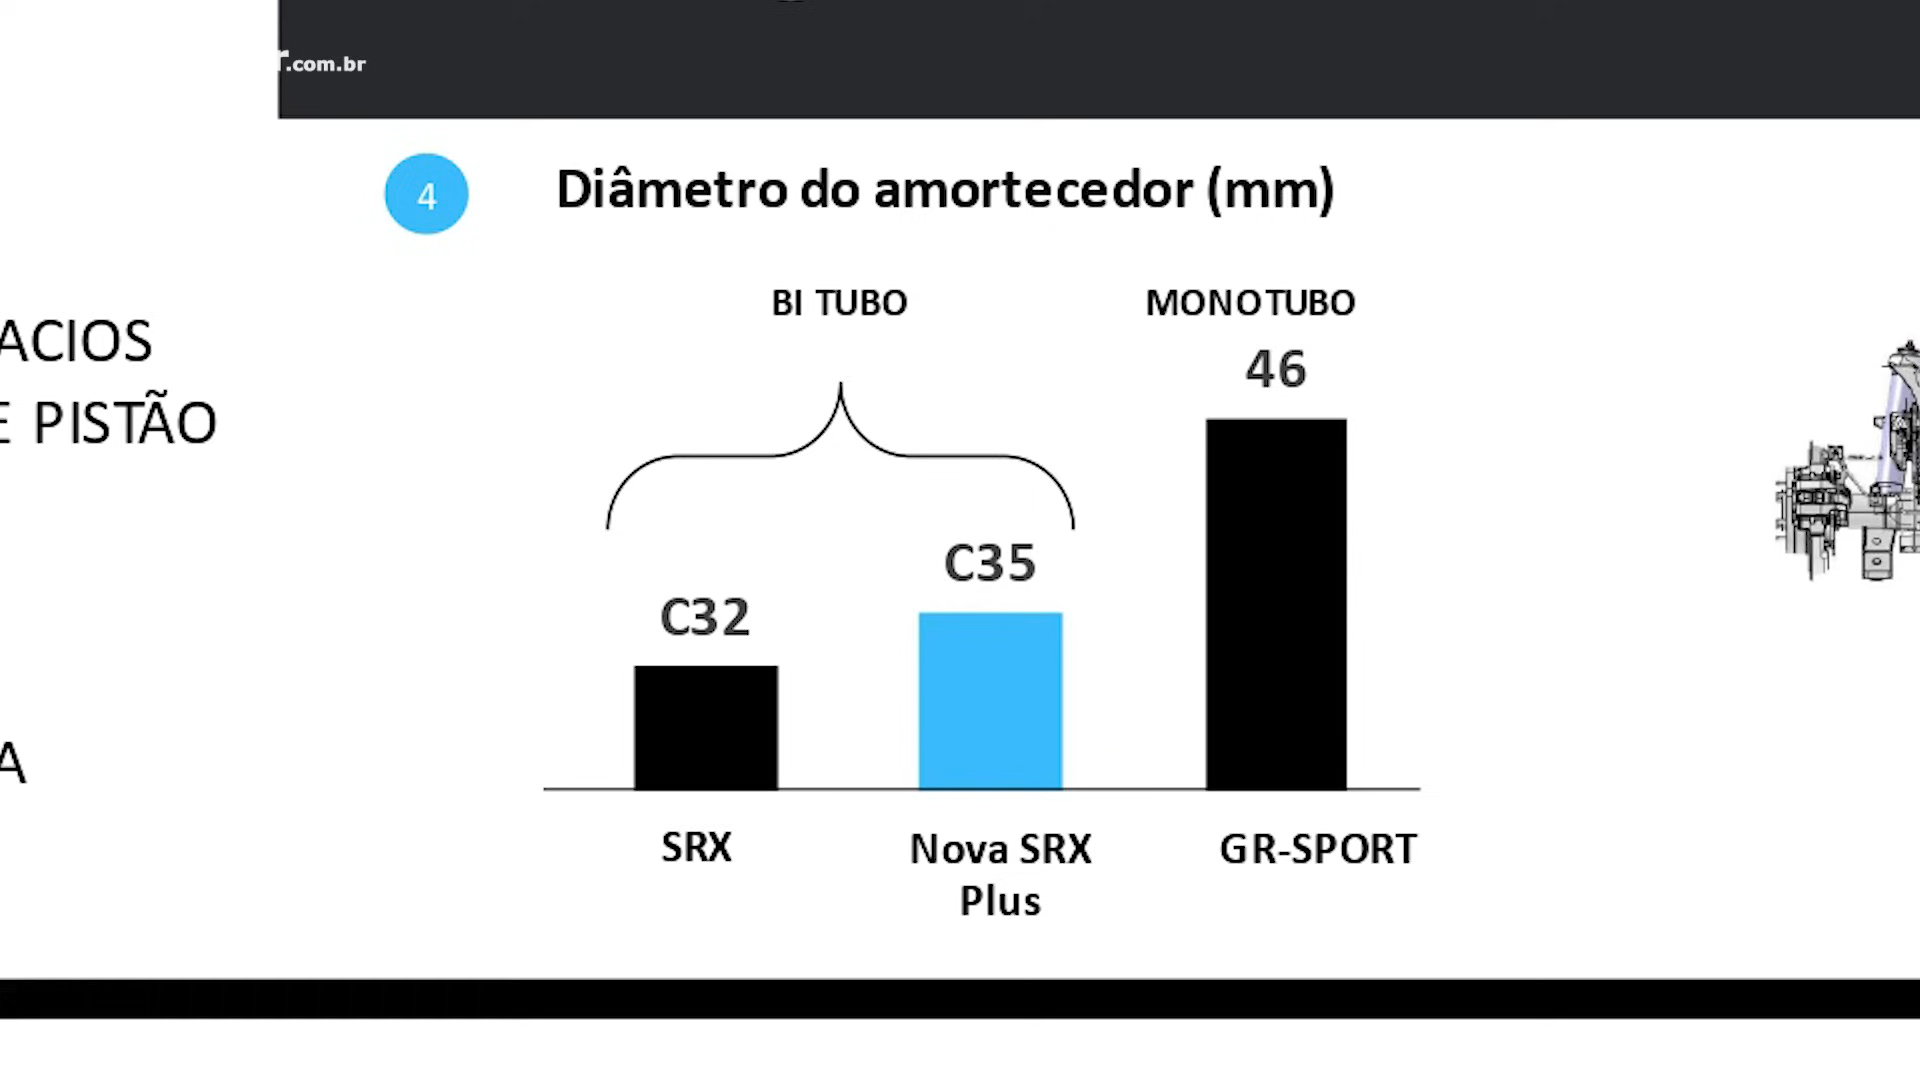 .com.br
4
Diâmetro do amortecedor (mm)
BI TUBO
MONOTUBO
46
ACIOS
E PISTÃO
C35
C32
A
SRX
Nova SRX
Plus
GR-SPORT